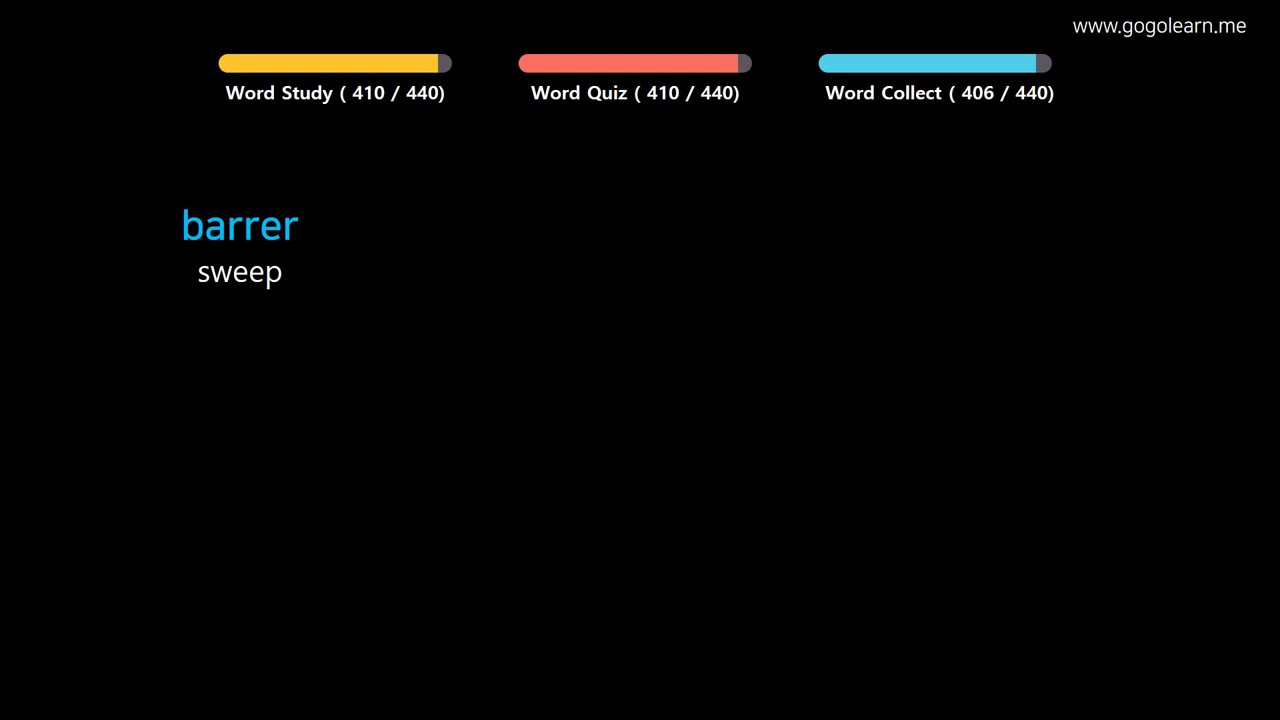 www.gogolearn.me
Word Study ( 410 / 440)
Word Quiz ( 410 / 440)
Word Collect ( 406 / 440)
barrer
sweep